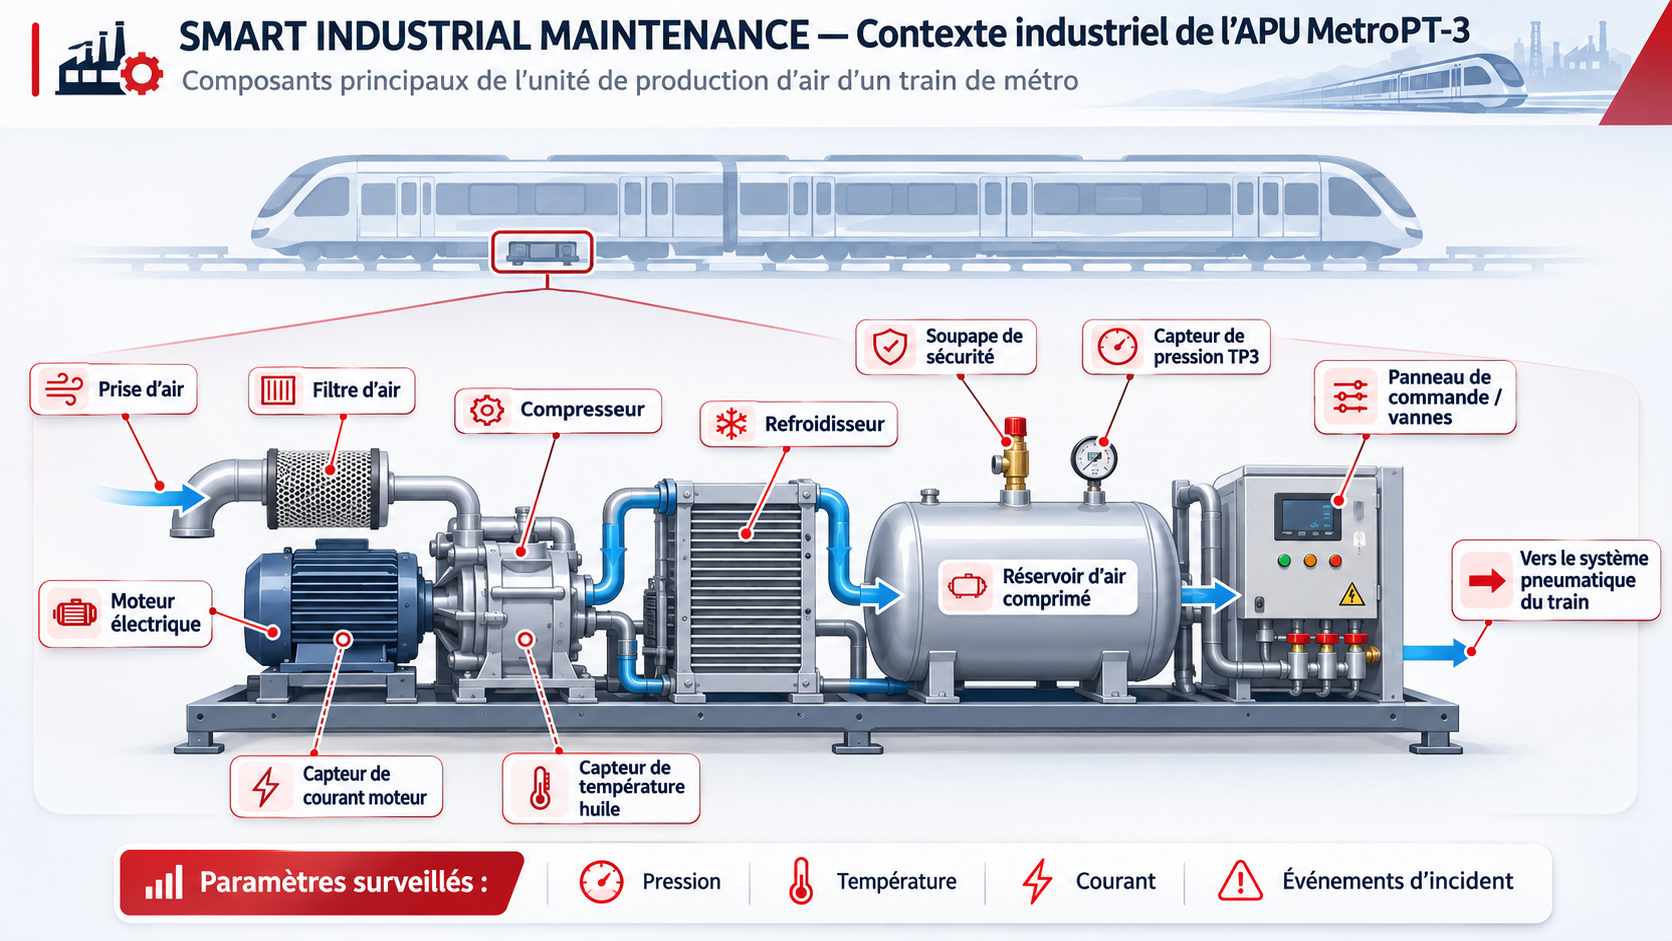 SMART INDUSTRIAL MAINTENANCE — Contexte industriel de l'APU MetroPT-3
Composants principaux de l'unité de production d'air d'un train de métro
Soupape de
sécurité
Capteur de
pression TP3
Prise d'air
Filtre d'air
Compresseur
Refroidisseur
Panneau de
commande /
vannes
Moteur
électrique
Réservoir d'air
comprimé
Vers le système
pneumatique
du train
Capteur de
courant moteur
Capteur de
température
huile
Paramètres surveillés :
Pression
Température
Courant
Événements d'incident